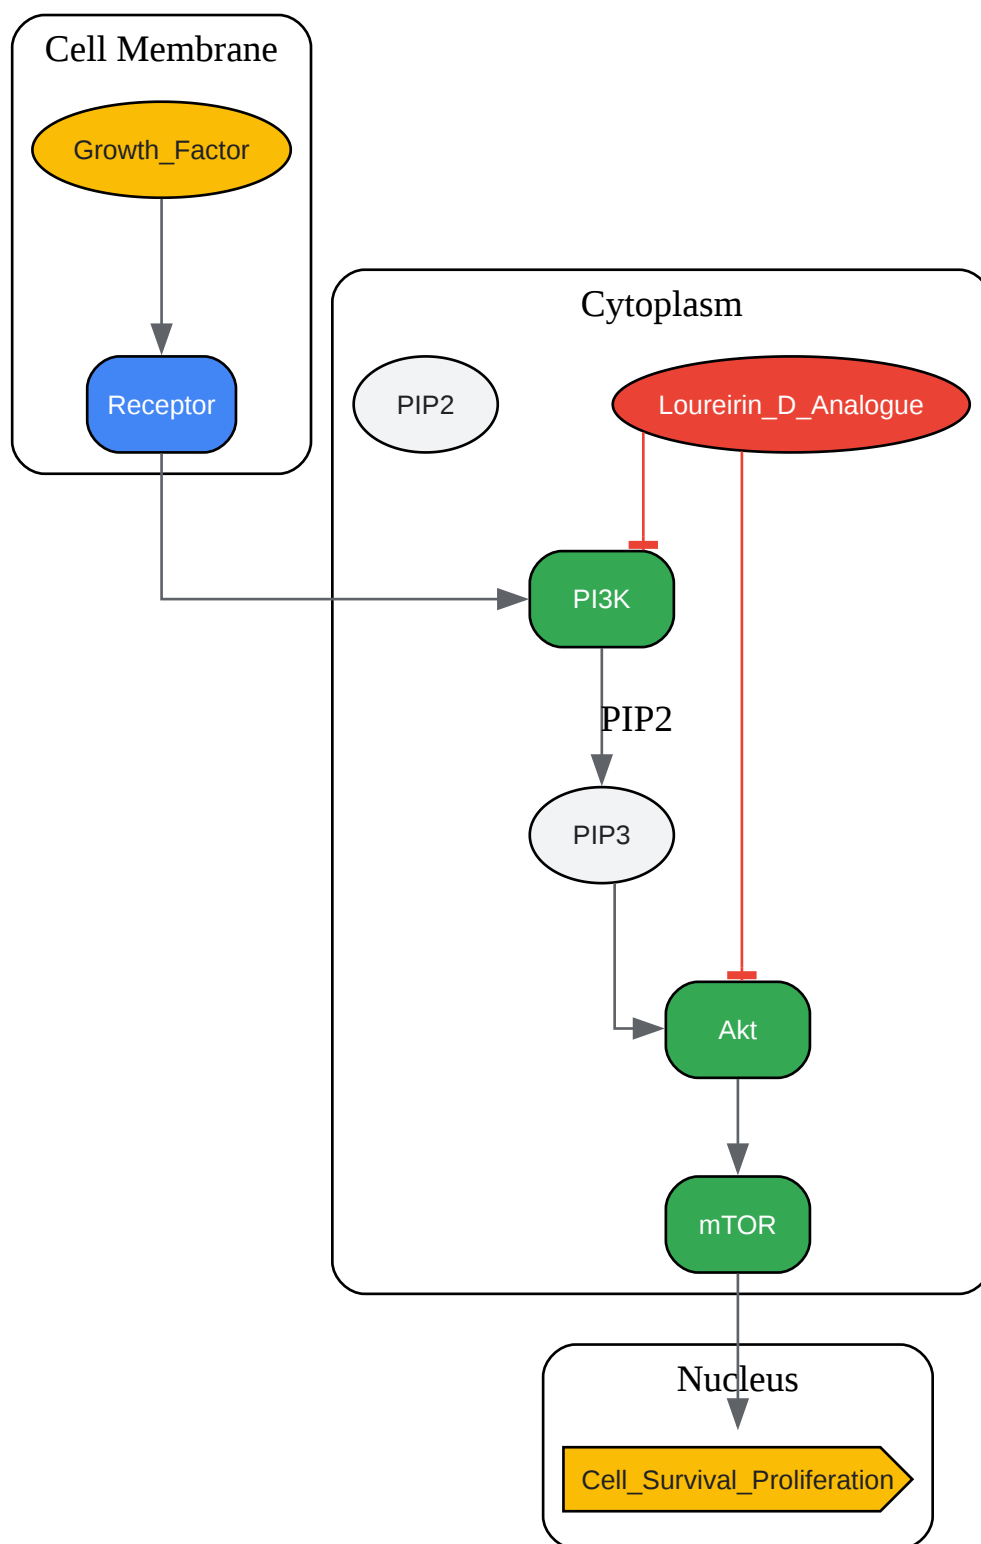 Cell Membrane
Growth_Factor
Receptor
Cytoplasm
PIP2
Loureirin_D_Analogue
PI3K
PIP2
PIP3
Akt
mTOR
Nucleus
Cell_Survival_Proliferation